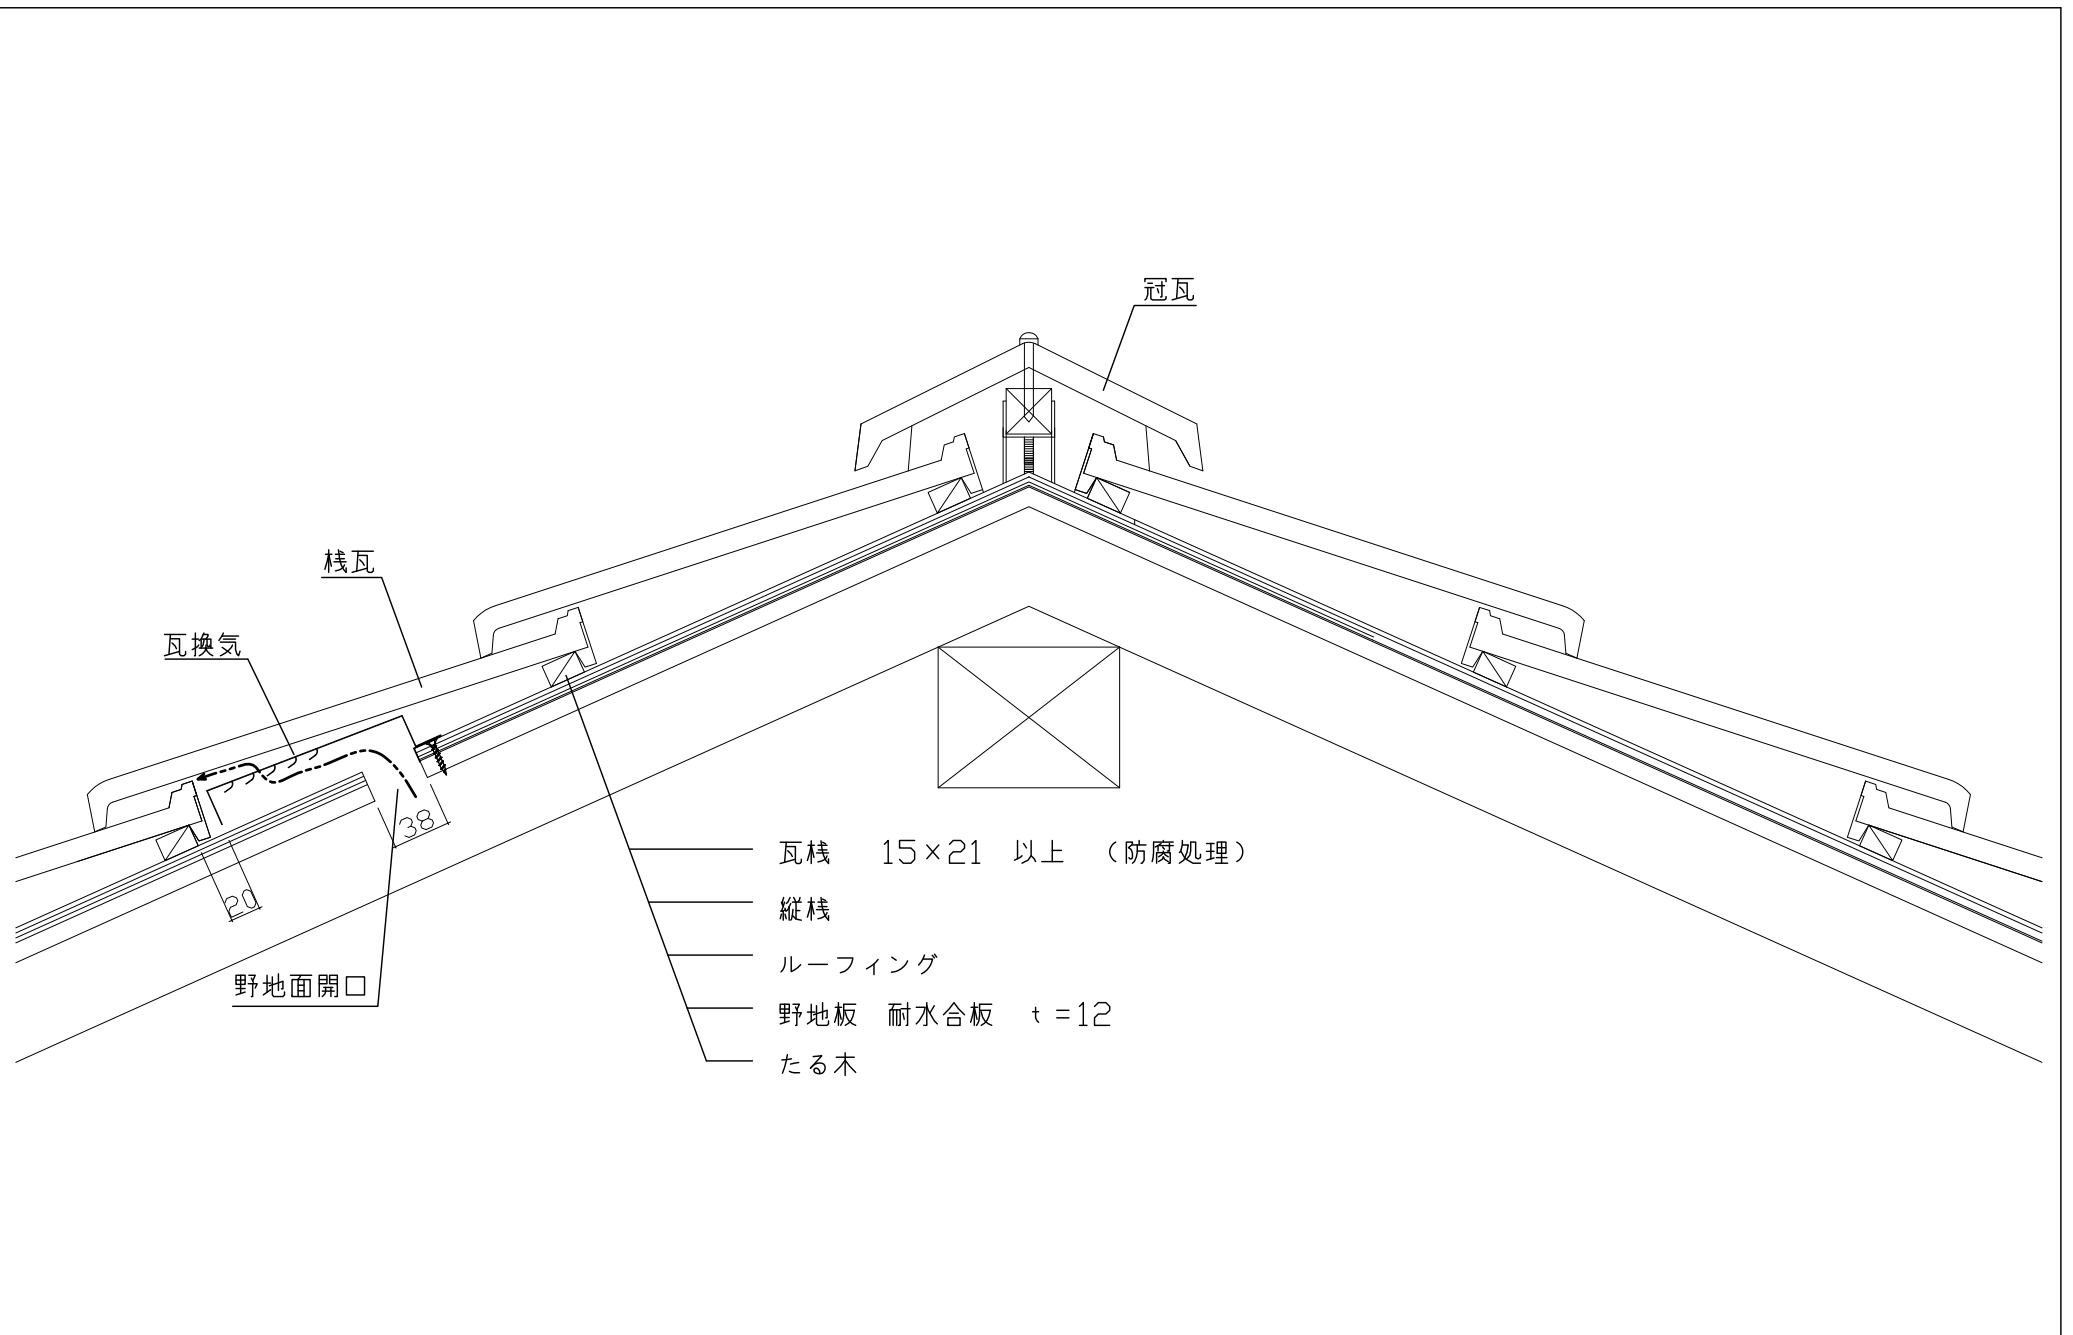 冠瓦
桟瓦
瓦換気
38
20
瓦桟　15×21　以上　（防腐処理）
縦桟
ルーフィング
野地面開口
野地板　耐水合板　t=12
たる木